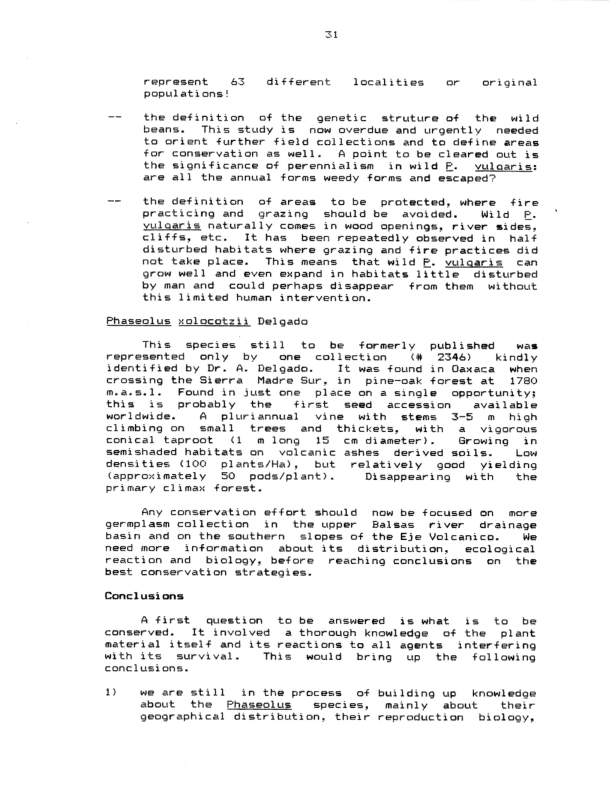 31
represent 63 different localities or original
populations!
-- the definition of the genetic struture of the wild
beans. This study is now overdue and urgently needed
to orient further field collections and to define areas
for conservation as well. A point to be cleared out is
the significance of perennialism in wild P. vulgaris:
are all the annual forms weedy forms and escaped?
-- the definition of areas to be protected, where fire
practicing and grazing should be avoided. Wild P.
vulgaris naturally comes in wood openings, river sides,
cliffs, etc. It has been repeatedly observed in half
disturbed habitats where grazing and fire practices did
not take place. This means that wild P. vulgaris can
grow well and even expand in habitats little disturbed
by man and could perhaps disappear from them without
this limited human intervention.
Phaseolus xolocotzii Delgado
This species still to be formerly published was
represented only by one collection (# 2346) kindly
identified by Dr. A. Delgado. It was found in Oaxaca when
crossing the Sierra Madre Sur, in pine-oak forest at 1780
m.a.s.l. Found in just one place on a single opportunity;
this is probably the first seed accession available
worldwide. A pluriannual vine with stems 3-5 m high
climbing on small trees and thickets, with a vigorous
conical taproot (1 m long 15 cm diameter). Growing in
semishaded habitats on volcanic ashes derived soils. Low
densities (100 plants/Ha), but relatively good yielding
(approximately 50 pods/plant). Disappearing with the
primary climax forest.
Any conservation effort should now be focused on more
germplasm collection in the upper Balsas river drainage
basin and on the southern slopes of the Eje Volcanico. We
need more information about its distribution, ecological
reaction and biology, before reaching conclusions on the
best conservation strategies.
Conclusions
A first question to be answered is what is to be
conserved. It involved a thorough knowledge of the plant
material itself and its reactions to all agents interfering
with its survival. This would bring up the following
conclusions.
1) we are still in the process of building up knowledge
about the Phaseolus species, mainly about their
geographical distribution, their reproduction biology,